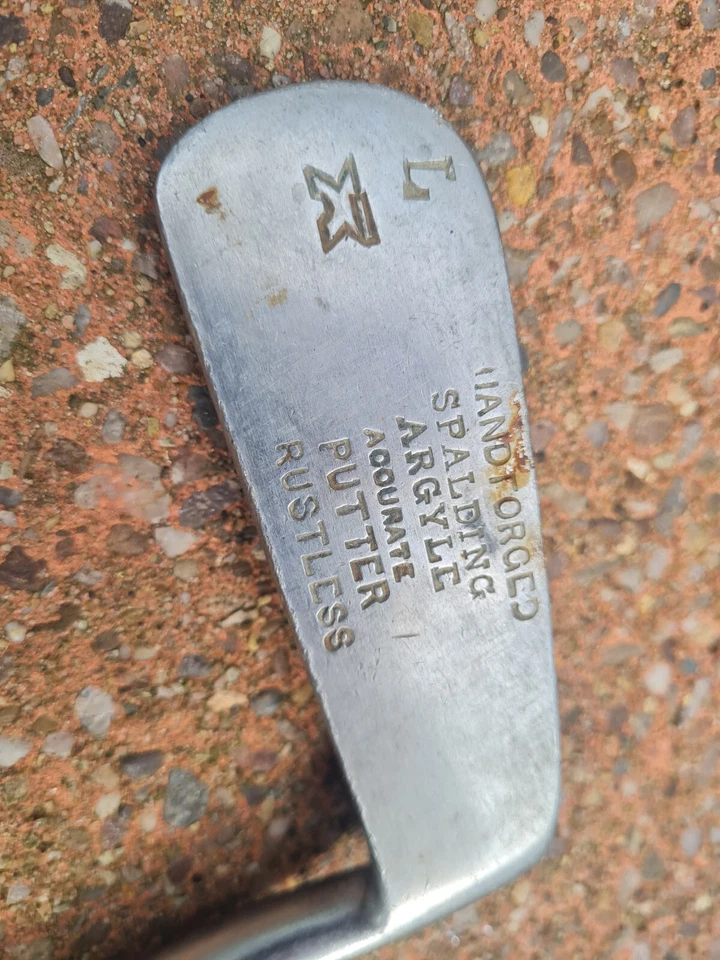 L
HANDFORGED
SPALDING
ARGYLE
ACCURATE
PUTTER
RUSTLESS